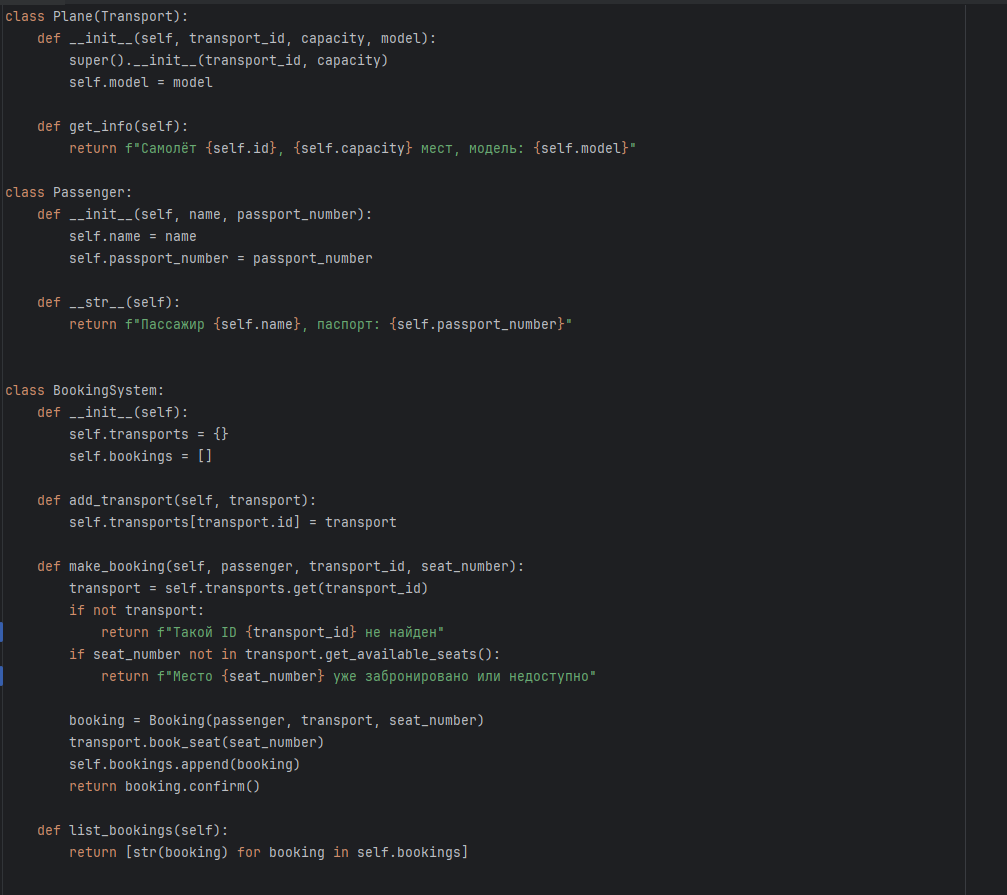 class Plane(Transport):
    def __init__(self, transport_id, capacity, model):
        super().__init__(transport_id, capacity)
        self.model = model
    def get_info(self):
        return f"Самолёт {self.id}, {self.capacity} мест, модель: {self.model}"
class Passenger:
    def __init__(self, name, passport_number):
        self.name = name
        self.passport_number = passport_number
    def __str__(self):
        return f"Пассажир {self.name}, паспорт: {self.passport_number}"
class BookingSystem:
    def __init__(self):
        self.transports = {}
        self.bookings = []
    def add_transport(self, transport):
        self.transports[transport.id] = transport
    def make_booking(self, passenger, transport_id, seat_number):
        transport = self.transports.get(transport_id)
        if not transport:
            return f"Такой ID {transport_id} не найден"
        if seat_number not in transport.get_available_seats():
            return f"Место {seat_number} уже забронировано или недоступно"
        booking = Booking(passenger, transport, seat_number)
        transport.book_seat(seat_number)
        self.bookings.append(booking)
        return booking.confirm()
    def list_bookings(self):
        return [str(booking) for booking in self.bookings]